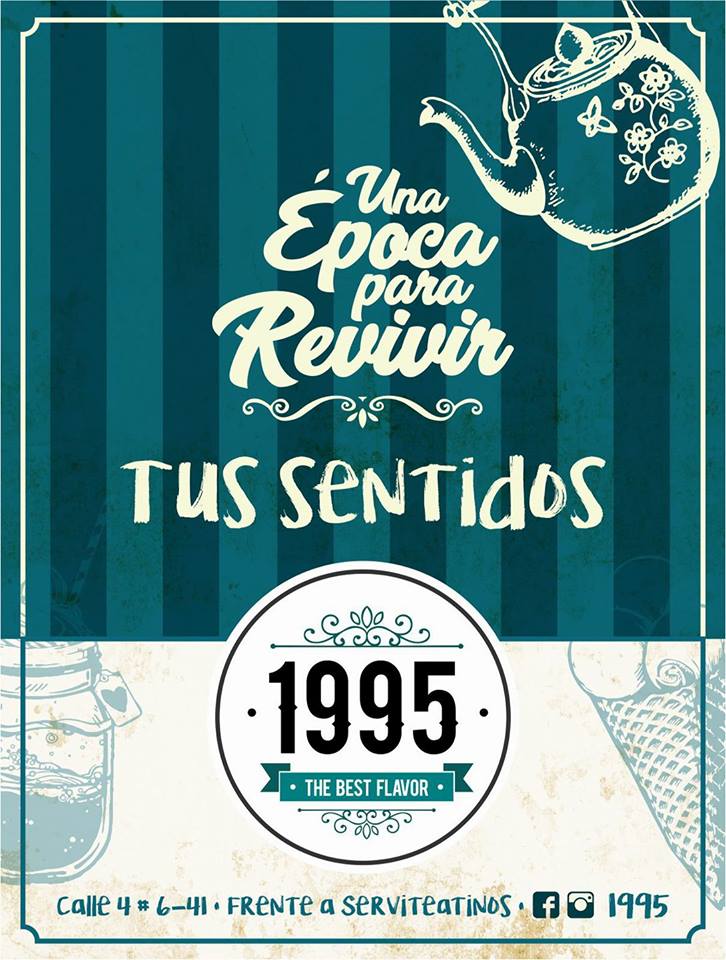 Una
Época
para
Revivir
TUS SENTIDOS
1995
THE BEST FLAVOR
Calle 4 # 6-41 • FRENTE A SERVITEATINOS • 1995